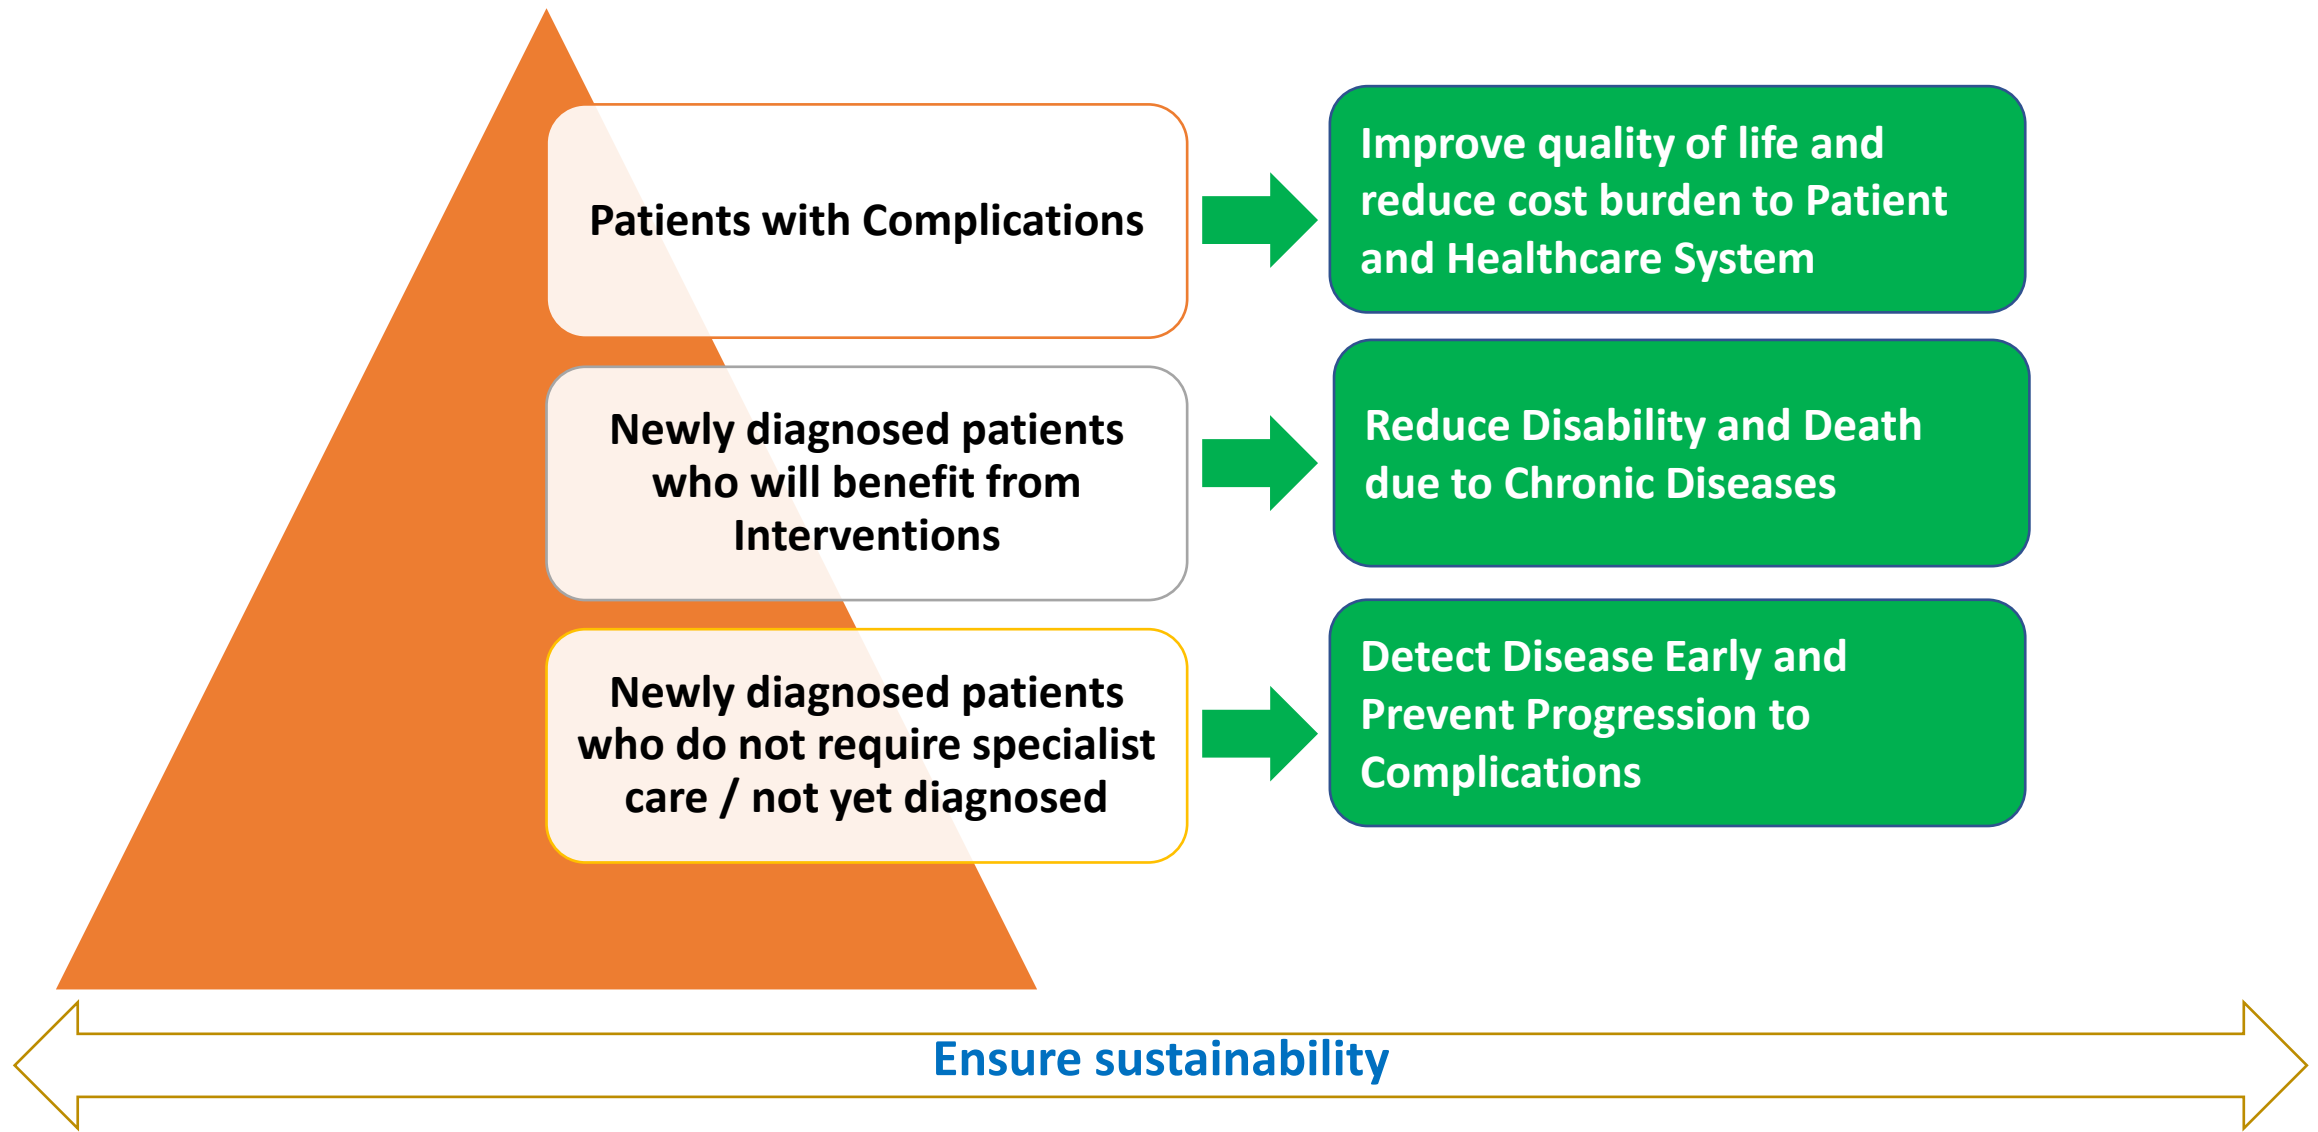 Patients with Complications
Improve quality of life and
reduce cost burden to Patient
and Healthcare System
Newly diagnosed patients
who will benefit from
Interventions
Reduce Disability and Death
due to Chronic Diseases
Newly diagnosed patients
who do not require specialist
care / not yet diagnosed
Detect Disease Early and
Prevent Progression to
Complications
Ensure sustainability